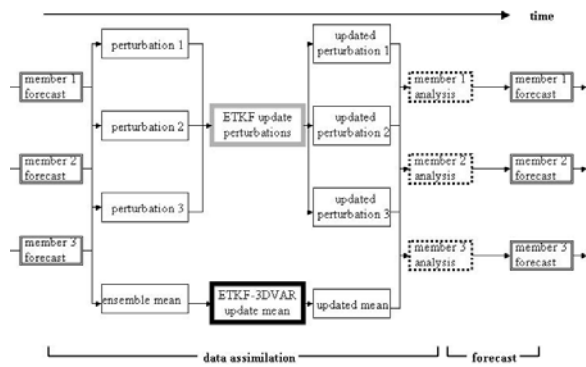 time
perturbation 1
updated
perturbation 1
member 1
forecast
member 1
analysis
member 1
forecast
perturbation 2
ETKF update
perturbations
updated
perturbation 2
member 2
forecast
member 2
analysis
member 2
forecast
perturbation 3
updated
perturbation 3
member 3
forecast
member 3
analysis
member 3
forecast
ensemble mean
ETKF-3DVAR
update mean
updated mean
data assimilation
forecast